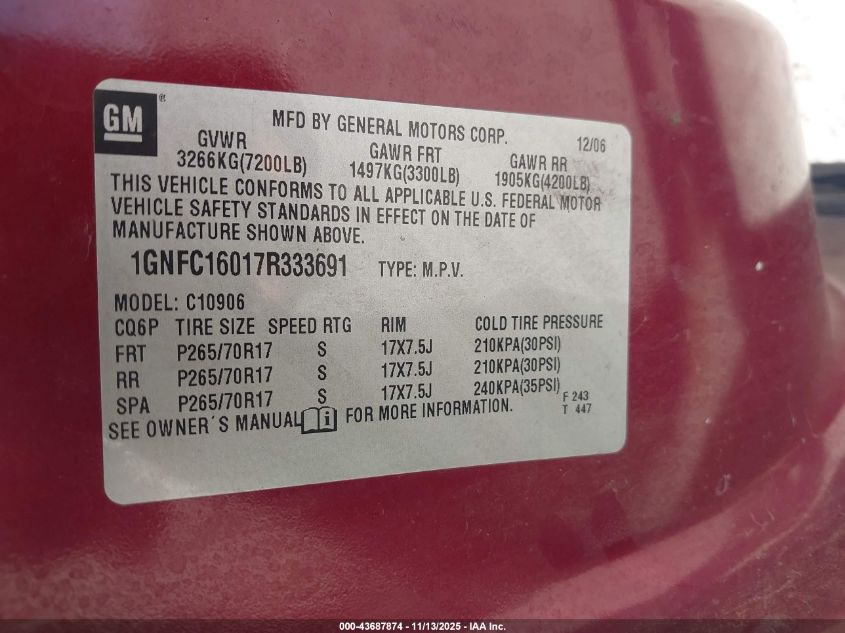 GM®
MFD BY GENERAL MOTORS CORP. 12/06
GVWR GAWR FRT GAWR RR
3266KG(7200LB) 1497KG(3300LB) 1905KG(4200LB)
THIS VEHICLE CONFORMS TO ALL APPLICABLE U.S. FEDERAL MOTOR
VEHICLE SAFETY STANDARDS IN EFFECT ON THE DATE OF
MANUFACTURE SHOWN ABOVE.
1GNFC16017R333691 TYPE: M.P.V.
MODEL: C10906
CQ6P TIRE SIZE SPEED RTG RIM COLD TIRE PRESSURE
FRT P265/70R17 S 17X7.5J 210KPA(30PSI)
RR P265/70R17 S 17X7.5J 210KPA(30PSI)
SPA P265/70R17 S 17X7.5J 240KPA(35PSI) F 243
T 447
SEE OWNER'S MANUAL i FOR MORE INFORMATION.
000-43687874 - 11/13/2025 - IAA Inc.